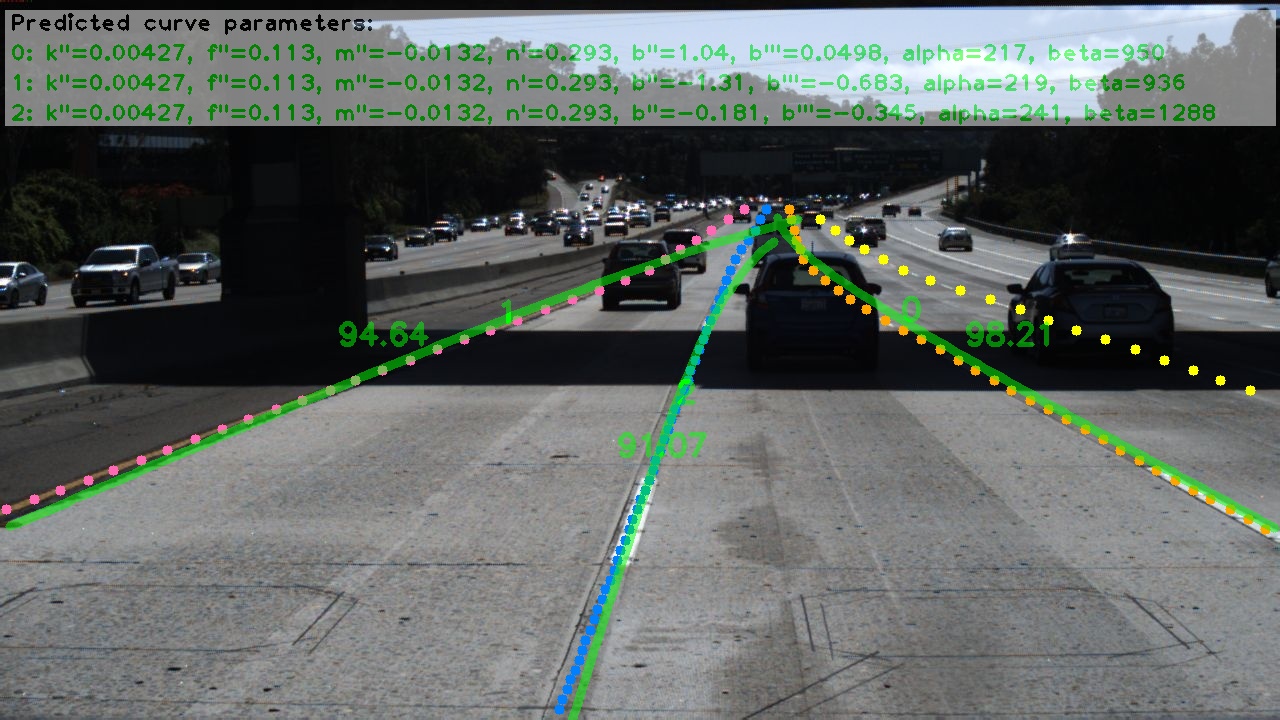 Predicted curve parameters:
0: k''=0.00427, f''=0.113, m''=-0.0132, n'=0.293, b''=1.04, b'''=0.0498, alpha=217, beta=950
1: k''=0.00427, f''=0.113, m''=-0.0132, n'=0.293, b''=-1.31, b'''=-0.683, alpha=219, beta=936
2: k''=0.00427, f''=0.113, m''=-0.0132, n'=0.293, b''=-0.181, b'''=-0.345, alpha=241, beta=1288
1
0
94.64
98.21
2
91.07